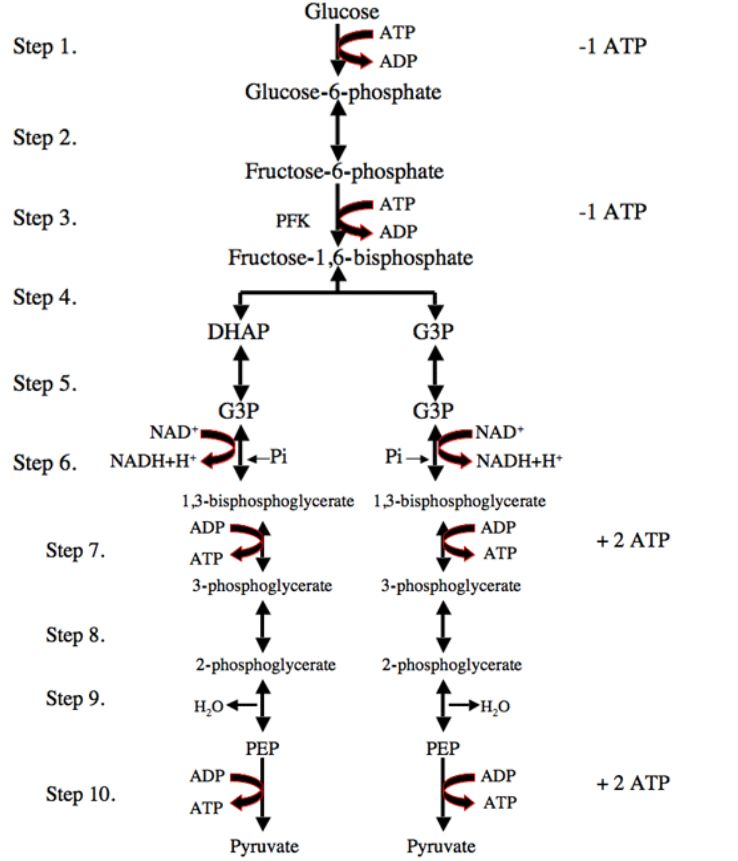 Glucose
Step 1.
ATP
-1 ATP
ADP
Glucose-6-phosphate
Step 2.
Fructose-6-phosphate
Step 3.
PFK
ATP
-1 ATP
ADP
Fructose-1,6-bisphosphate
Step 4.
DHAP G3P
Step 5.
G3P G3P
NAD⁺ NAD⁺
Step 6. NADH+H⁺ Pi Pi NADH+H⁺
1,3-bisphosphoglycerate 1,3-bisphosphoglycerate
ADP ADP
Step 7. + 2 ATP
ATP ATP
3-phosphoglycerate 3-phosphoglycerate
Step 8.
2-phosphoglycerate 2-phosphoglycerate
Step 9. H₂O H₂O
PEP PEP
ADP ADP
Step 10. + 2 ATP
ATP ATP
Pyruvate Pyruvate